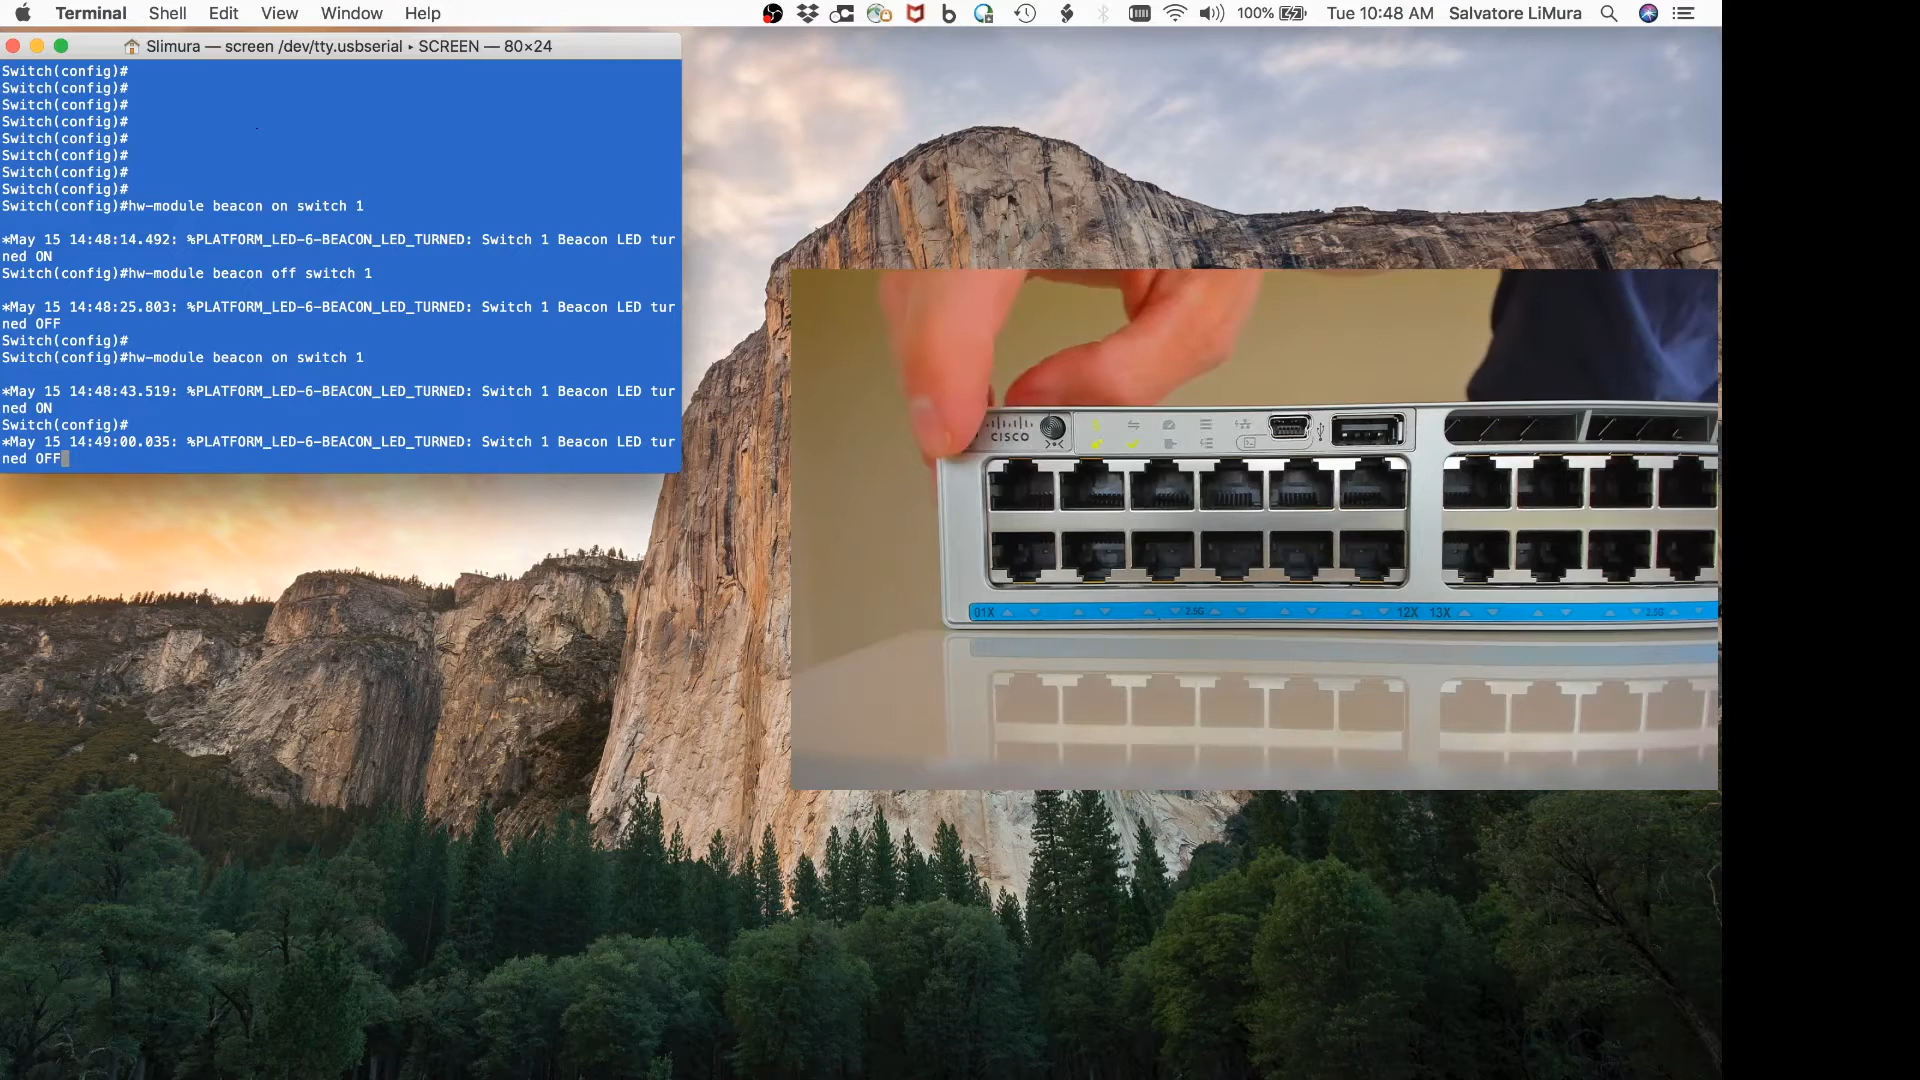 Terminal Shell Edit View Window Help 100% Tue 10:48 AM Salvatore LiMura
Slimura — screen /dev/tty.usbserial ▸ SCREEN — 80×24
Switch(config)#
Switch(config)#
Switch(config)#
Switch(config)#
Switch(config)#
Switch(config)#
Switch(config)#
Switch(config)#
Switch(config)#hw-module beacon on switch 1
*May 15 14:48:14.492: %PLATFORM_LED-6-BEACON_LED_TURNED: Switch 1 Beacon LED tur
ned ON
Switch(config)#hw-module beacon off switch 1
*May 15 14:48:25.803: %PLATFORM_LED-6-BEACON_LED_TURNED: Switch 1 Beacon LED tur
ned OFF
Switch(config)#
Switch(config)#hw-module beacon on switch 1
*May 15 14:48:43.519: %PLATFORM_LED-6-BEACON_LED_TURNED: Switch 1 Beacon LED tur
ned ON
Switch(config)#
*May 15 14:49:00.035: %PLATFORM_LED-6-BEACON_LED_TURNED: Switch 1 Beacon LED tur
ned OFF
CISCO
01X 2.5G 12X 13X 2.5G